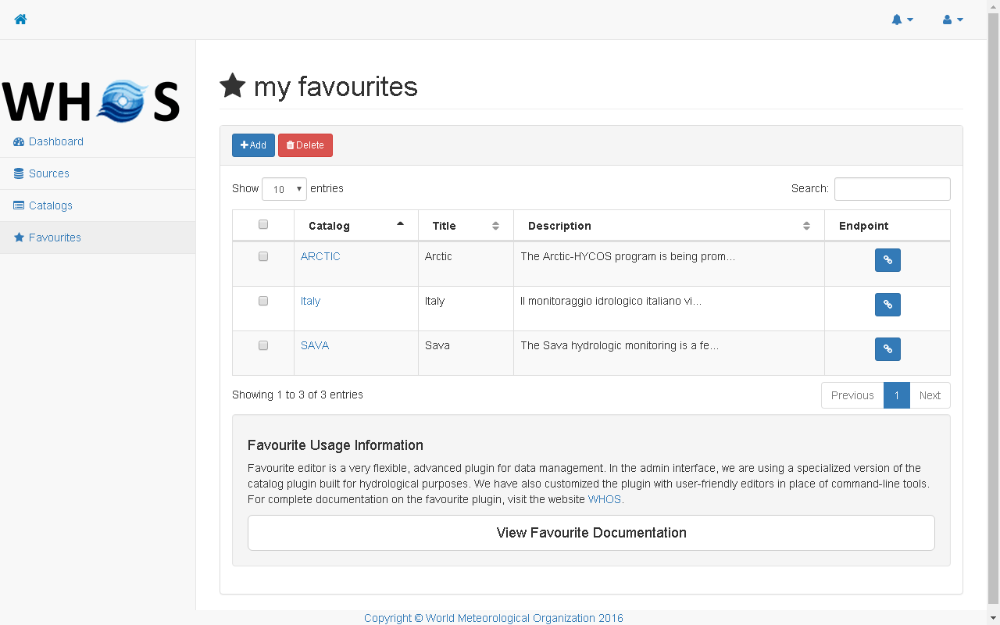 WHOS
Dashboard
Sources
Catalogs
Favourites
my favourites
Add Delete
Show 10 entries Search:
Catalog Title Description Endpoint
ARCTIC Arctic The Arctic-HYCOS program is being prom...
Italy Italy Il monitoraggio idrologico italiano vi...
SAVA Sava The Sava hydrologic monitoring is a fe...
Showing 1 to 3 of 3 entries Previous 1 Next
Favourite Usage Information
Favourite editor is a very flexible, advanced plugin for data management. In the admin interface, we are using a specialized version of the
catalog plugin built for hydrological purposes. We have also customized the plugin with user-friendly editors in place of command-line tools.
For complete documentation on the favourite plugin, visit the website WHOS.
View Favourite Documentation
Copyright © World Meteorological Organization 2016